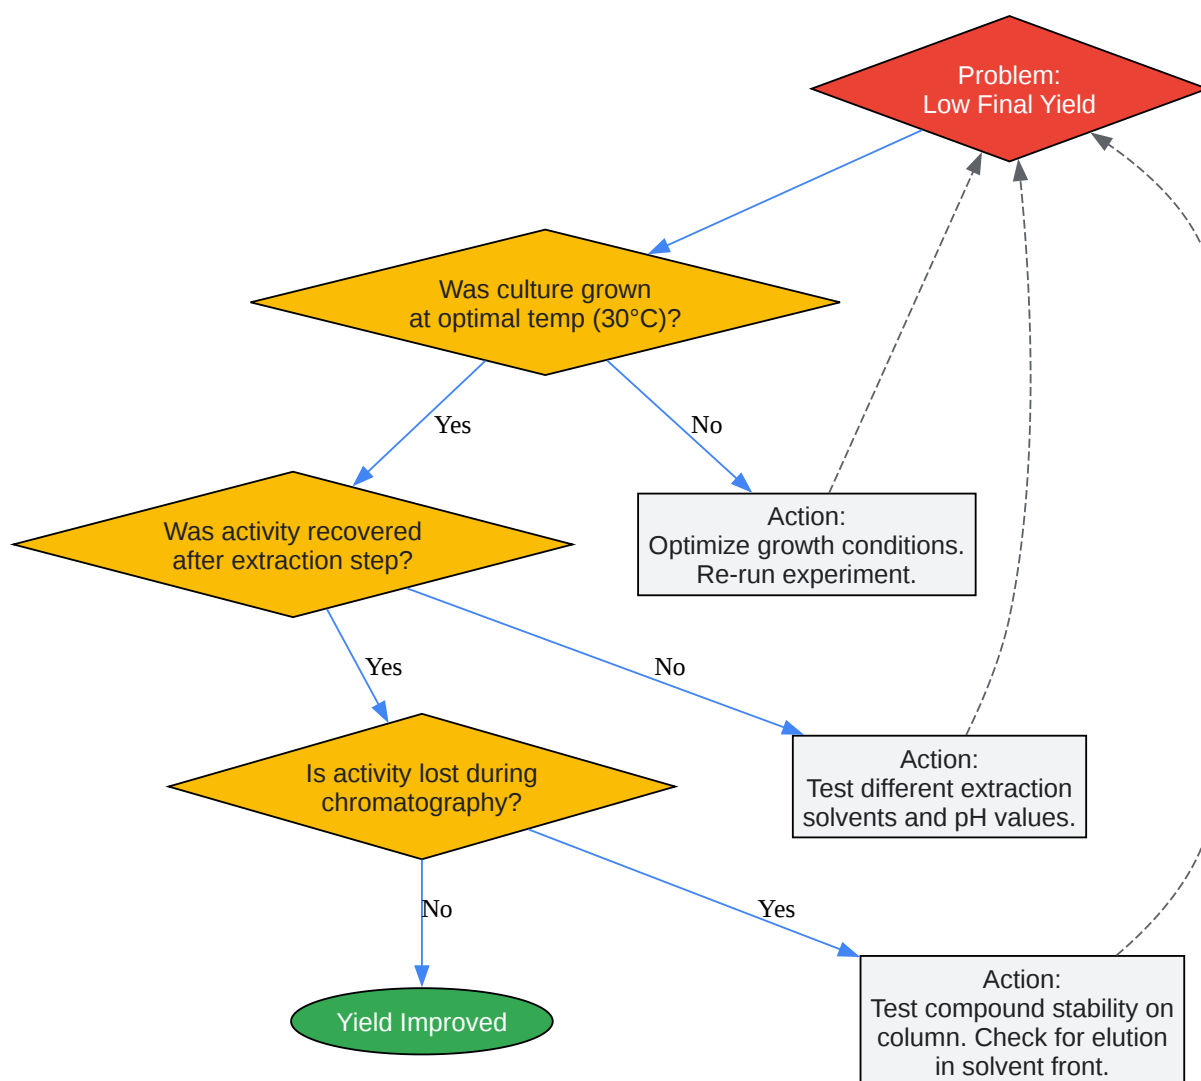 Problem:
Low Final Yield
Was culture grown
at optimal temp (30°C)?
Yes
No
Was activity recovered
after extraction step?
Action:
Optimize growth conditions.
Re-run experiment.
Yes
No
Is activity lost during
chromatography?
Action:
Test different extraction
solvents and pH values.
No
Yes
Yield Improved
Action:
Test compound stability on
column. Check for elution
in solvent front.